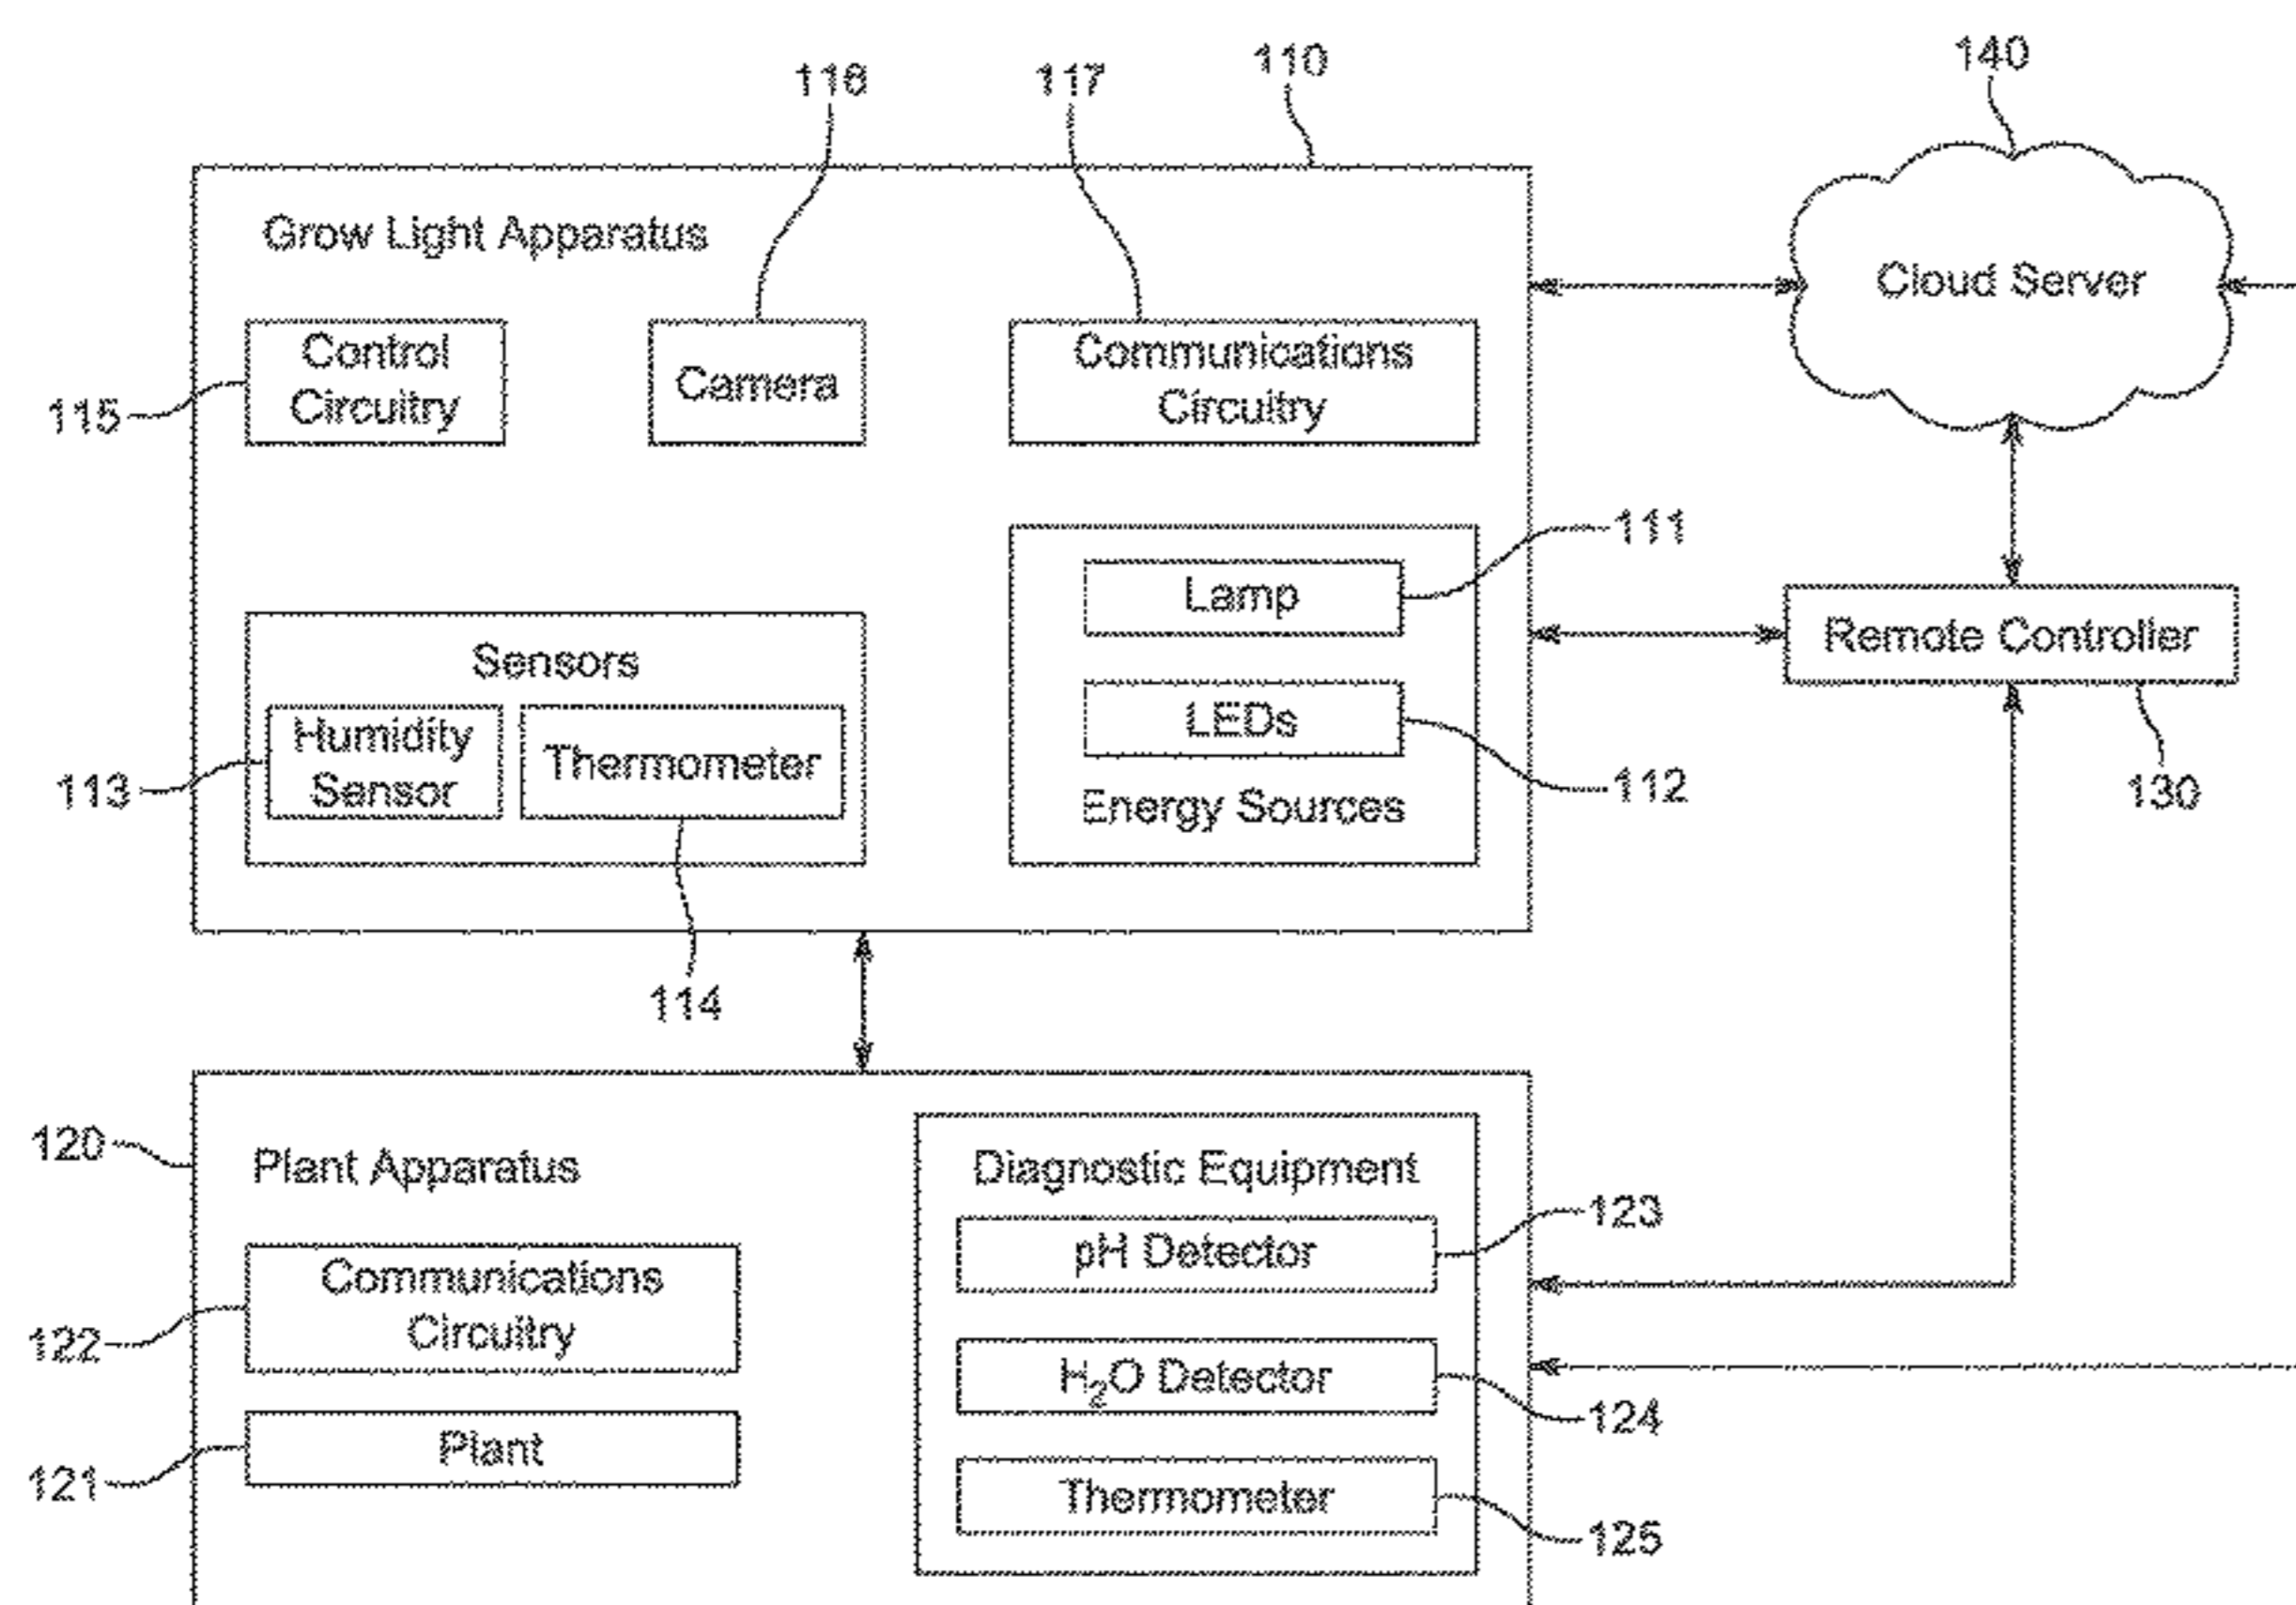 116
117
110
140
Grow Light Apparatus
Cloud Server
Control
Circuitry
Camera
Communications
Circuitry
115
111
Lamp
Remote Controller
Sensors
LEDs
Humidity
Sensor
Thermometer
113
112
130
Energy Sources
114
120
Plant Apparatus
Diagnostic Equipment
123
pH Detector
Communications
Circuitry
122
H₂O Detector
124
Plant
121
Thermometer
125